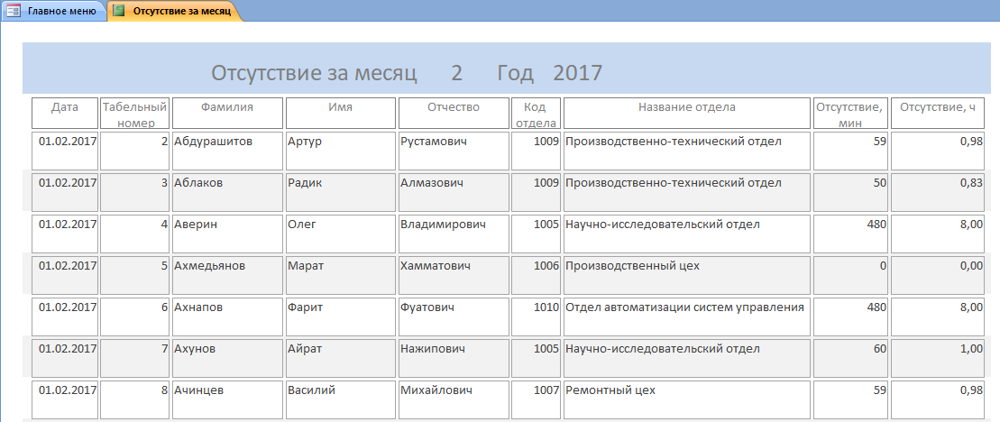 Главное меню Отсутствие за месяц
Отсутствие за месяц 2 Год 2017
Дата Табельный номер Фамилия Имя Отчество Код отдела Название отдела Отсутствие, мин Отсутствие, ч
01.02.2017 2 Абдурашитов Артур Рустамович 1009 Производственно-технический отдел 59 0,98
01.02.2017 3 Аблаков Радик Алмазович 1009 Производственно-технический отдел 50 0,83
01.02.2017 4 Аверин Олег Владимирович 1005 Научно-исследовательский отдел 480 8,00
01.02.2017 5 Ахмедьянов Марат Хамматович 1006 Производственный цех 0 0,00
01.02.2017 6 Ахнапов Фарит Фуатович 1010 Отдел автоматизации систем управления 480 8,00
01.02.2017 7 Ахунов Айрат Нажипович 1005 Научно-исследовательский отдел 60 1,00
01.02.2017 8 Ачинцев Василий Михайлович 1007 Ремонтный цех 59 0,98